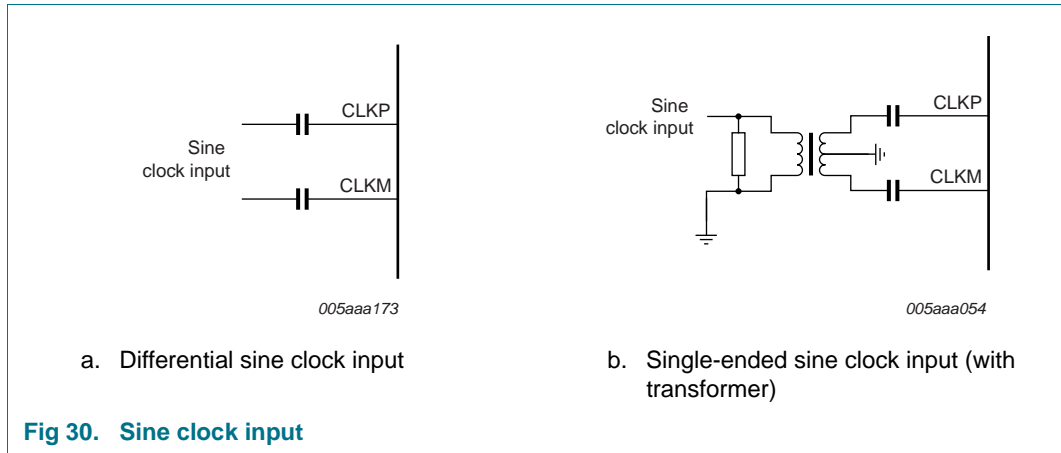 Sine
clock input
CLKP
CLKM
005aaa173
a. Differential sine clock input
Sine
clock input
CLKP
CLKM
005aaa054
b. Single-ended sine clock input (with
transformer)
Fig 30. Sine clock input